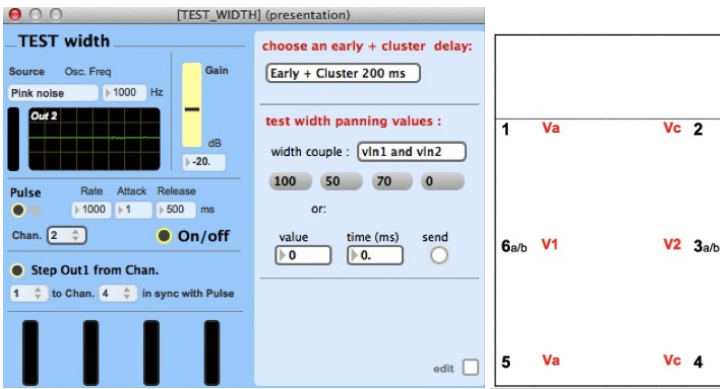 [TEST_WIDTH] (presentation)
TEST width
Source Osc. Freq Gain
Pink noise 1000 Hz
Out 2
dB
-20.
Pulse Rate Attack Release
1000 1 500 ms
Chan. 2 On/off
Step Out1 from Chan.
1 to Chan. 4 in sync with Pulse
choose an early + cluster delay:
Early + Cluster 200 ms
test width panning values :
width couple : vln1 and vln2
100 50 70 0
or:
value time (ms) send
0 0.
edit
1 Va Vc 2
6a/b V1 V2 3a/b
5 Va Vc 4